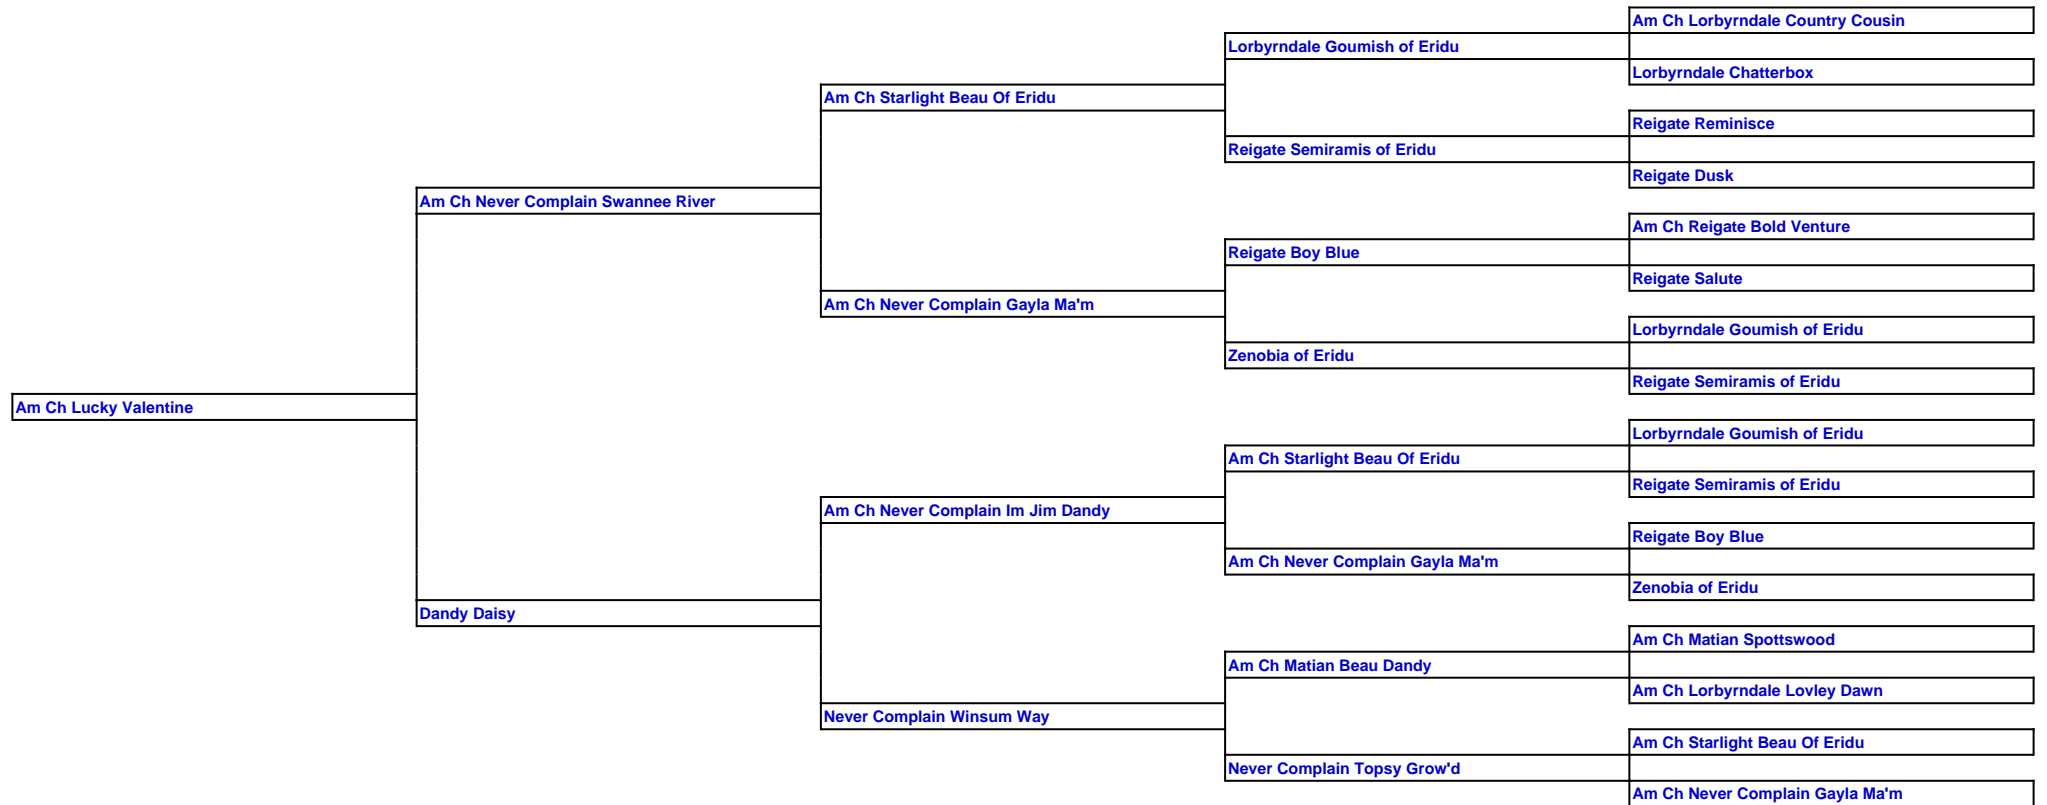 Am Ch Lorbyrndale Country Cousin
Lorbyrndale Goumish of Eridu
Lorbyrndale Chatterbox
Am Ch Starlight Beau Of Eridu
Reigate Reminisce
Reigate Semiramis of Eridu
Reigate Dusk
Am Ch Never Complain Swannee River
Am Ch Reigate Bold Venture
Reigate Boy Blue
Reigate Salute
Am Ch Never Complain Gayla Ma'm
Lorbyrndale Goumish of Eridu
Zenobia of Eridu
Reigate Semiramis of Eridu
Am Ch Lucky Valentine
Lorbyrndale Goumish of Eridu
Am Ch Starlight Beau Of Eridu
Reigate Semiramis of Eridu
Am Ch Never Complain Im Jim Dandy
Reigate Boy Blue
Am Ch Never Complain Gayla Ma'm
Zenobia of Eridu
Dandy Daisy
Am Ch Matian Spottswood
Am Ch Matian Beau Dandy
Am Ch Lorbyrndale Lovley Dawn
Never Complain Winsum Way
Am Ch Starlight Beau Of Eridu
Never Complain Topsy Grow'd
Am Ch Never Complain Gayla Ma'm